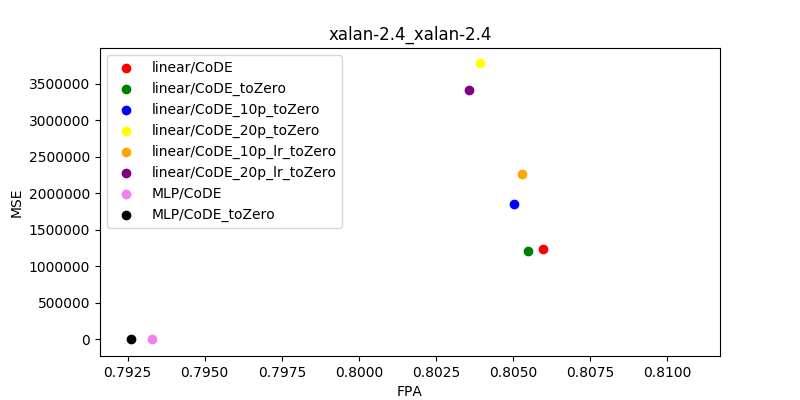 xalan-2.4_xalan-2.4
linear/CoDE
linear/CoDE_toZero
linear/CoDE_10p_toZero
linear/CoDE_20p_toZero
linear/CoDE_10p_lr_toZero
linear/CoDE_20p_lr_toZero
MLP/CoDE
MLP/CoDE_toZero
MSE
3500000
3000000
2500000
2000000
1500000
1000000
500000
0
0.7925 0.7950 0.7975 0.8000 0.8025 0.8050 0.8075 0.8100
FPA